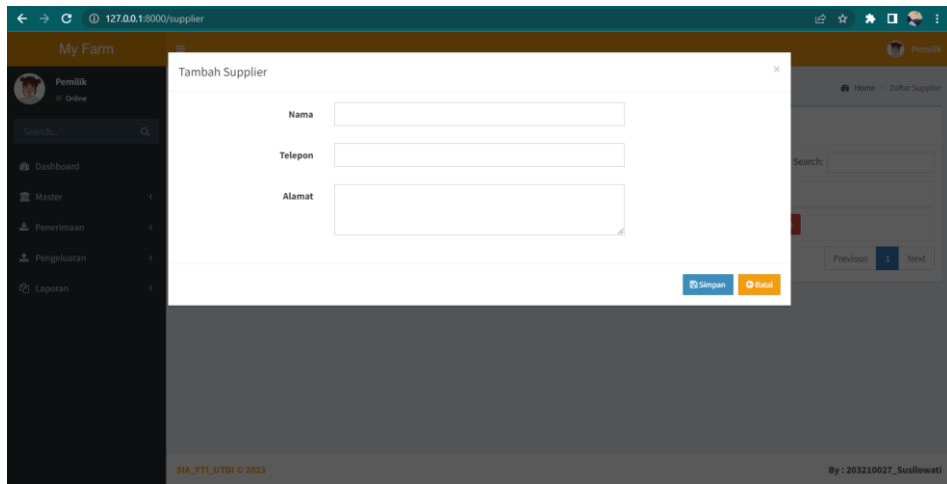 127.0.0.1:8000/supplier
My Farm
Pemilik
Pemilik
Online
Home > Daftar Supplier
Search...
Dashboard
Master
Penerimaan
Pengeluaran
Laporan
Tambah Supplier ×
Nama
Telepon
Alamat
Simpan Batal
Search:
Previous 1 Next
SIA_FTI_UTDI © 2023 By : 203210027_Susilowati